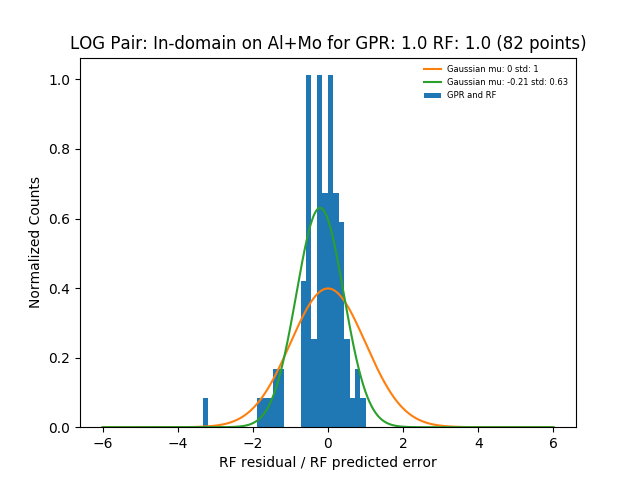 LOG Pair: In-domain on Al+Mo for GPR: 1.0 RF: 1.0 (82 points)
Gaussian mu: 0 std: 1
Gaussian mu: -0.21 std: 0.63
GPR and RF
Normalized Counts
1.0
0.8
0.6
0.4
0.2
0.0
−6 −4 −2 0 2 4 6
RF residual / RF predicted error